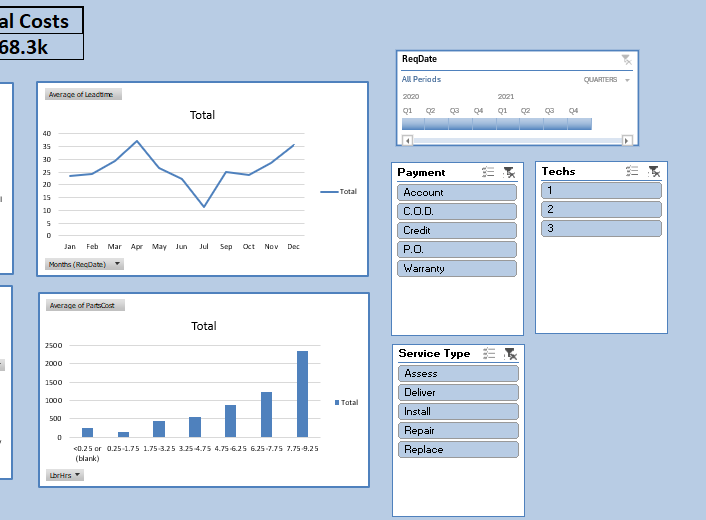 al Costs
68.3k
Average of Leadtime
Total
40
35
30
25
20
15
10
5
0
Jan Feb Mar Apr May Jun Jul Sep Oct Nov Dec
Total
Months (ReqDate)
Average of PartsCost
Total
2500
2000
1500
1000
500
0
<0.25 or (blank) 0.25-1.75 1.75-3.25 3.25-4.75 4.75-6.25 6.25-7.75 7.75-9.25
Total
LbrHrs
ReqDate
All Periods QUARTERS
2020 2021
Q1 Q2 Q3 Q4 Q1 Q2 Q3 Q4
Payment
Account
C.O.D.
Credit
P.O.
Warranty
Techs
1
2
3
Service Type
Assess
Deliver
Install
Repair
Replace